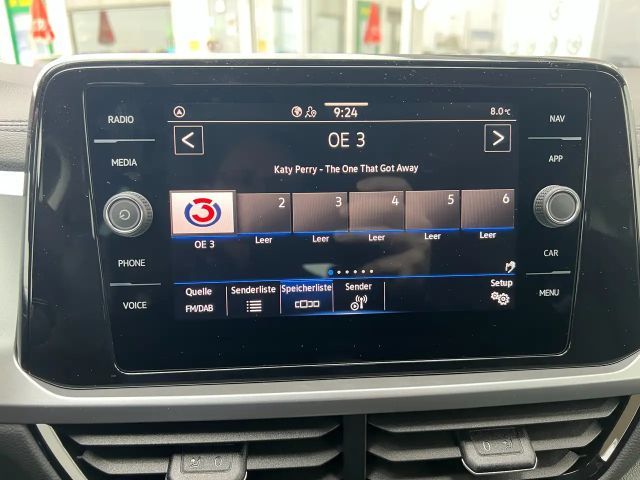 RADIO
MEDIA
PHONE
VOICE
NAV
APP
CAR
MENU
9:24
8.0°C
OE 3
Katy Perry - The One That Got Away
3
2
3
4
5
6
OE 3
Leer
Leer
Leer
Leer
Leer
Quelle
FM/DAB
Senderliste
Speicherliste
Sender
Setup